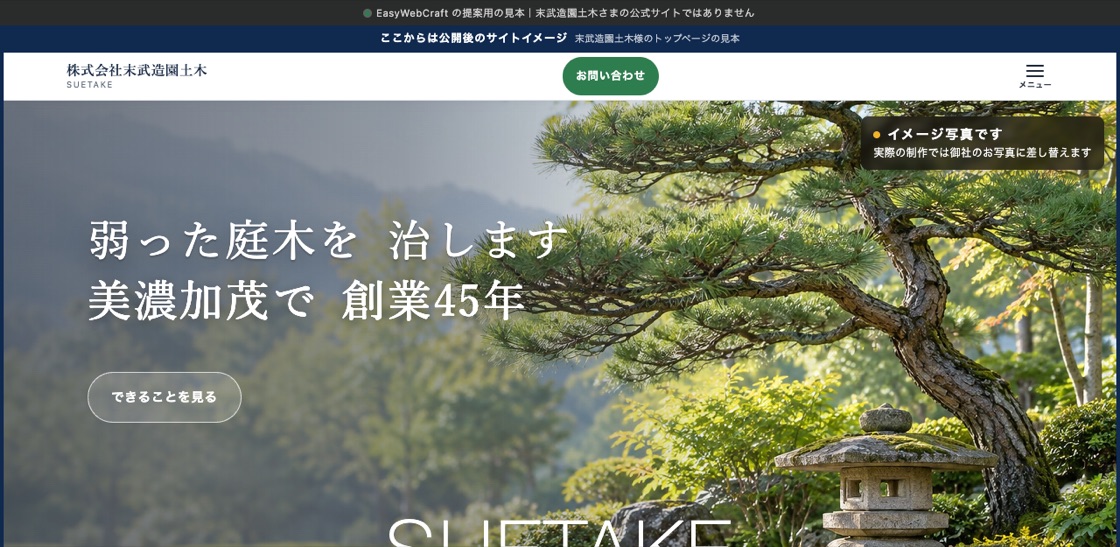 EasyWebCraft の提案用の見本｜末武造園土木さまの公式サイトではありません
ここからは公開後のサイトイメージ 末武造園土木様のトップページの見本
株式会社末武造園土木
SUETAKE
お問い合わせ
メニュー
イメージ写真です
実際の制作では御社のお写真に差し替えます
弱った庭木を 治します
美濃加茂で 創業45年
できることを見る
SUETAKE